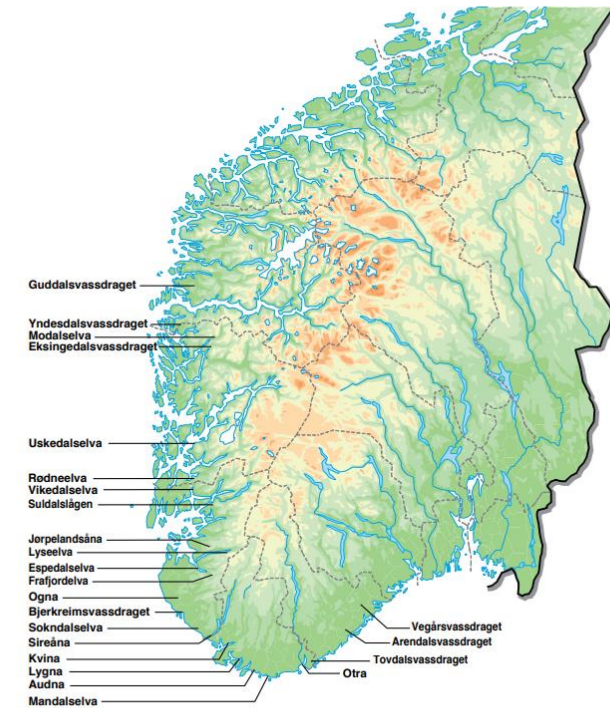 Guddalsvassdraget
Yndesdalsvassdraget
Modalselva
Eksingedalsvassdraget
Uskedalselva
Rødneelva
Vikedalselva
Suldalslågen
Jørpelandsåna
Lyseelva
Espedalselva
Frafjordelva
Ogna
Bjerkreimsvassdraget
Sokndalselva
Sireåna
Kvina
Lygna
Audna
Mandalselva
Vegårsvassdraget
Arendalsvassdraget
Tovdalsvassdraget
Otra